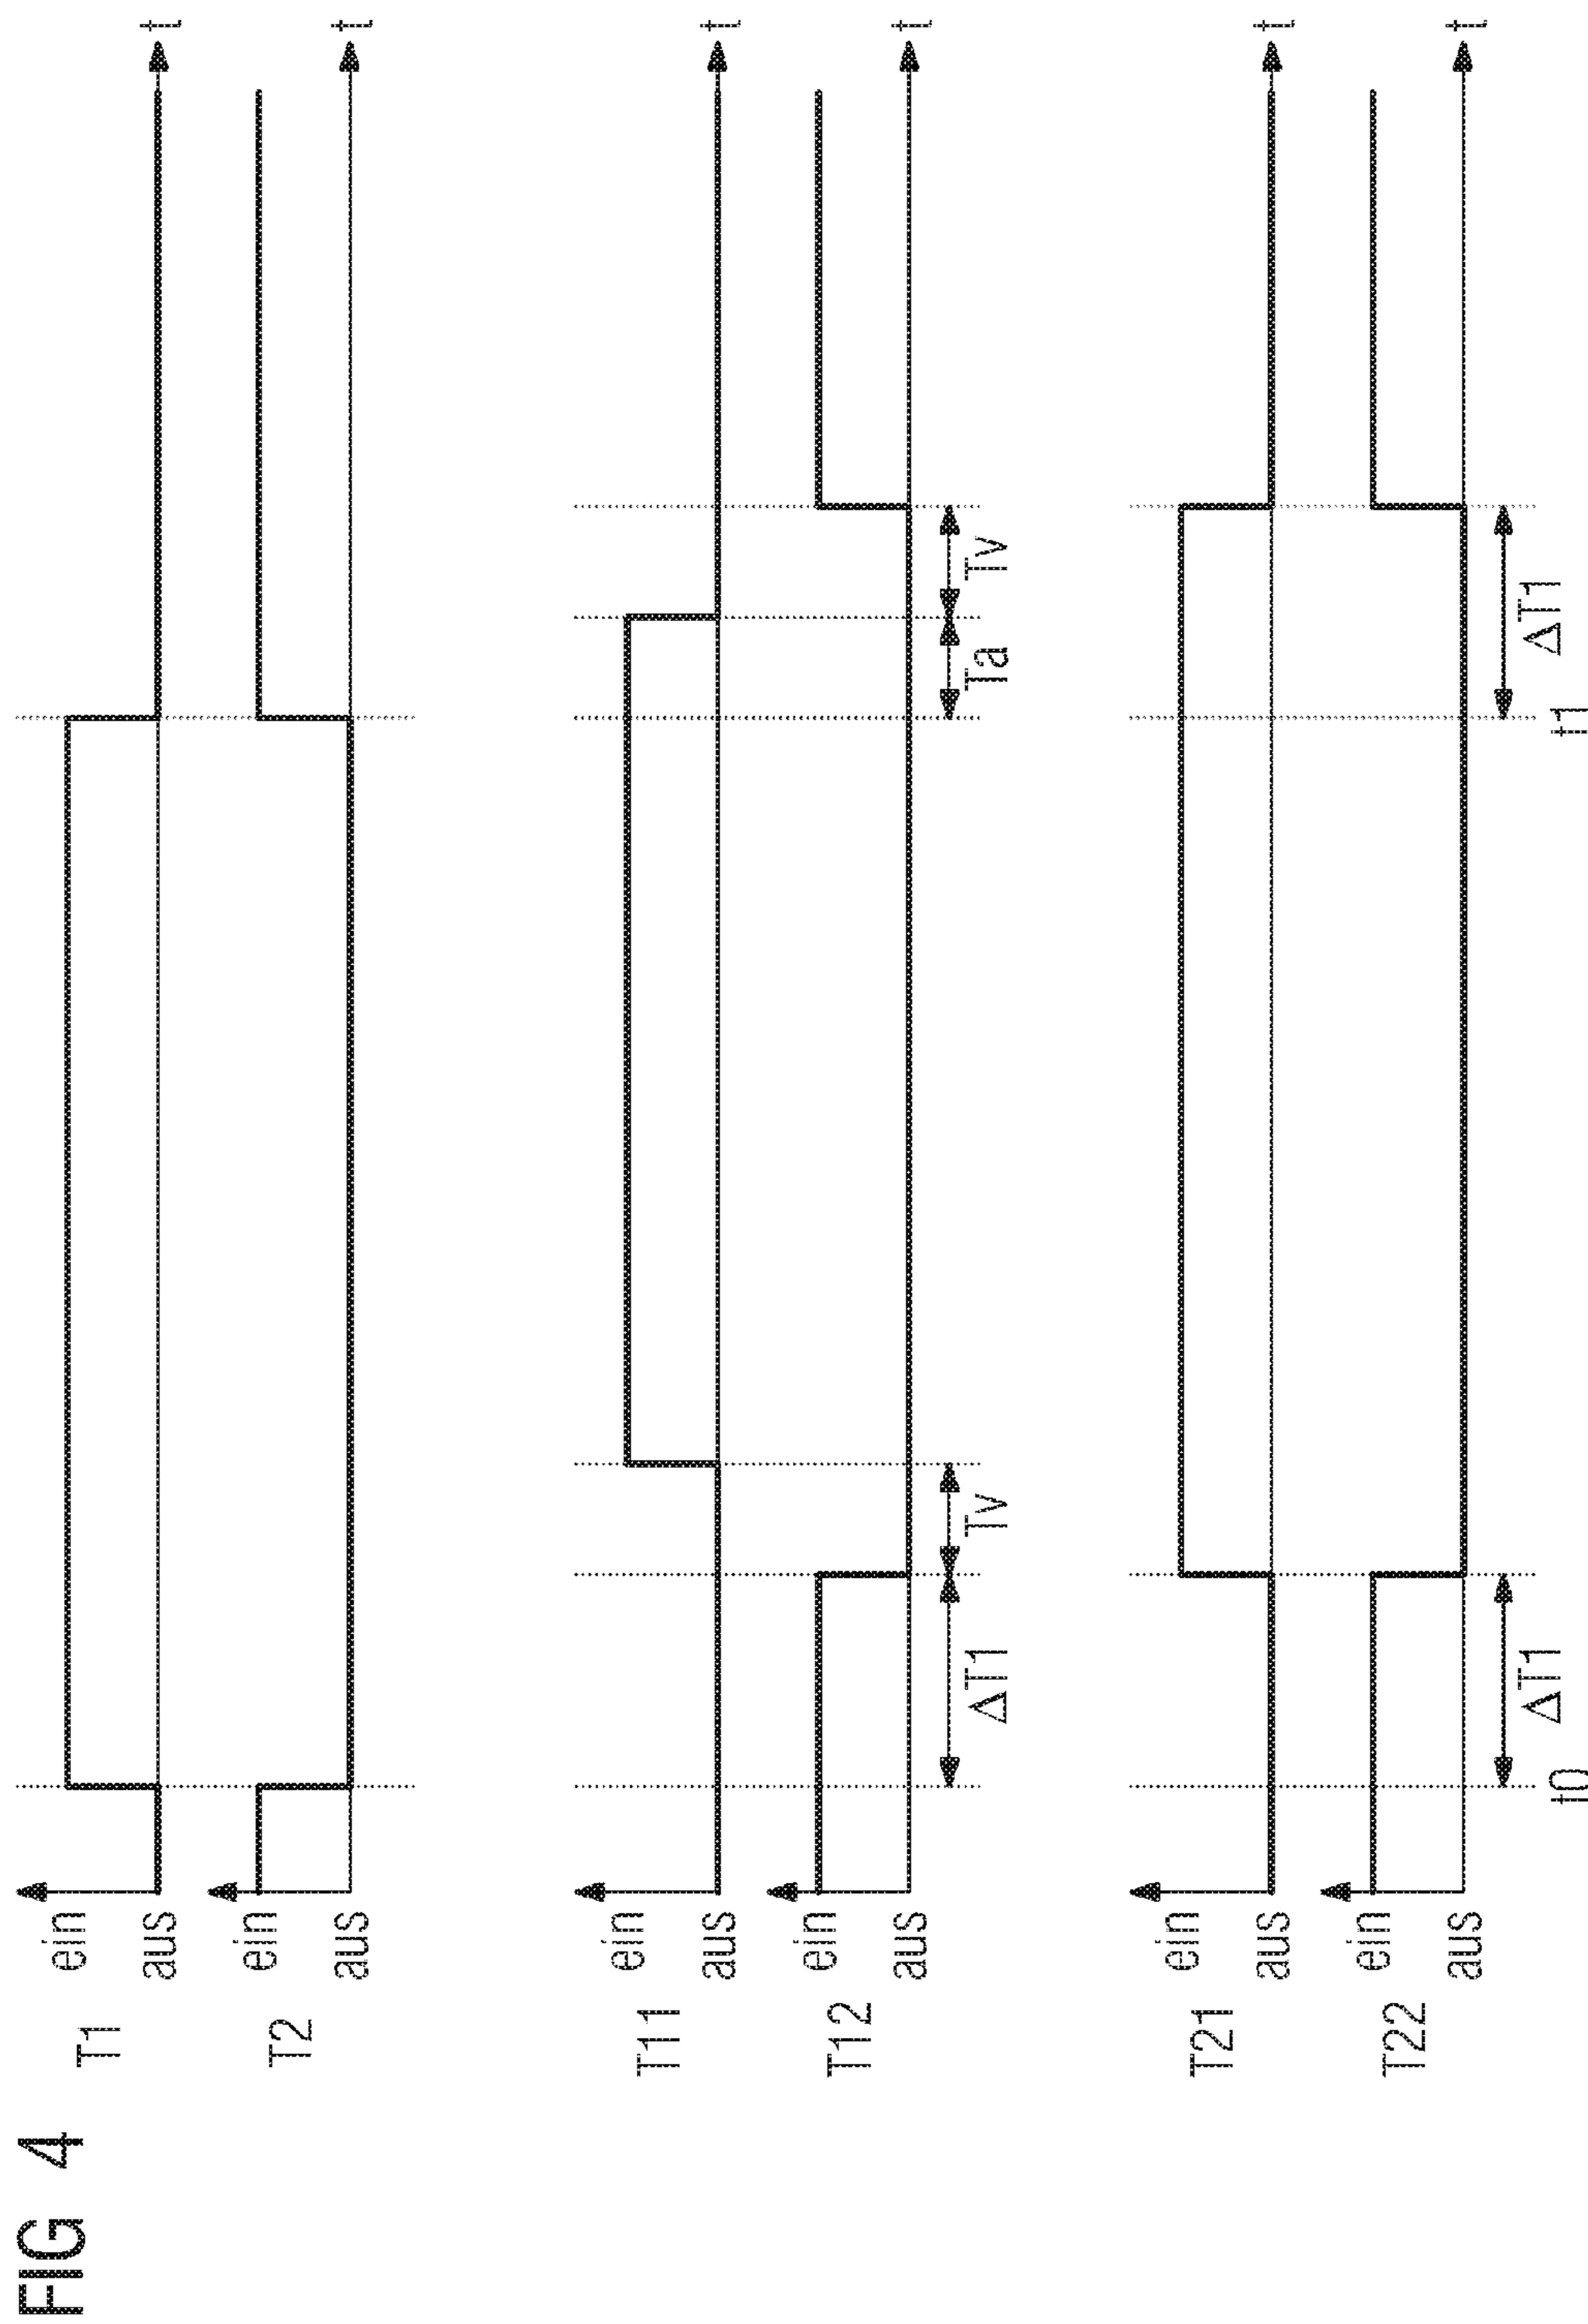 FIG 4
T1
ein
aus
t
T2
ein
aus
t
T11
ein
aus
t
T12
ein
aus
t
ΔT1 Tv Ta Tv
T21
ein
aus
t
T22
ein
aus
t
ΔT1 ΔT1
t0 t1